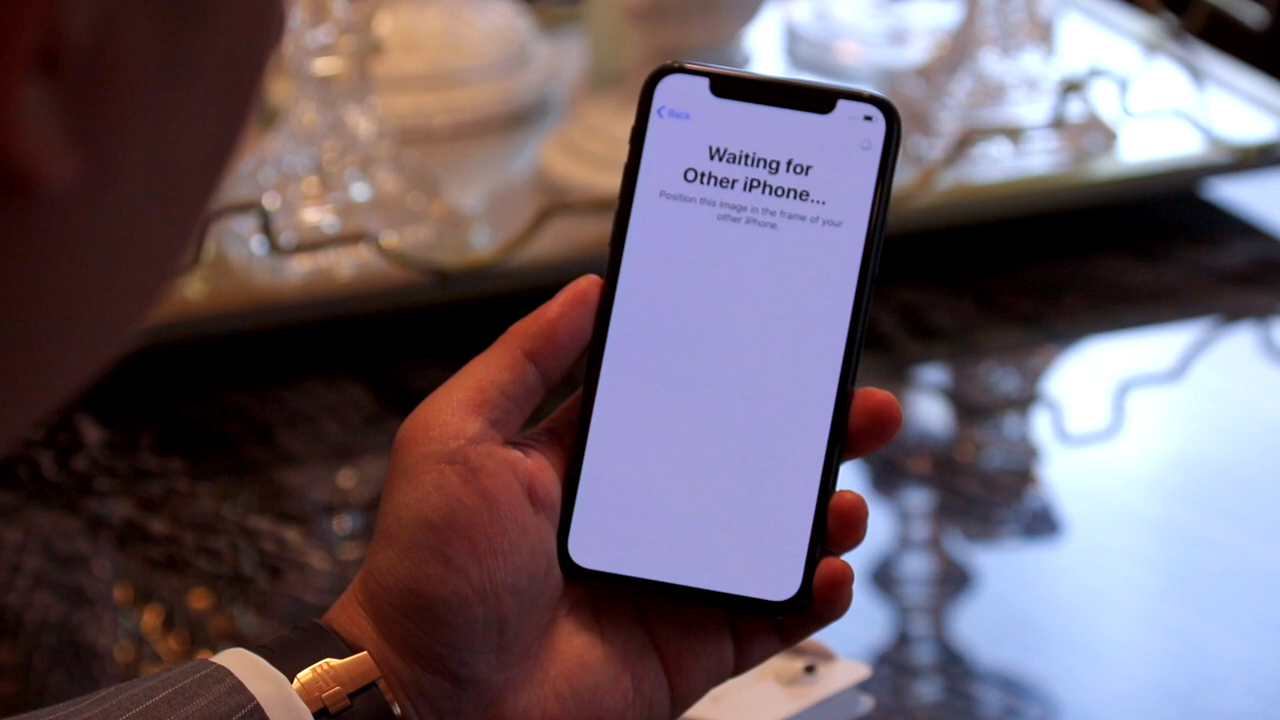 Back
Waiting for
Other iPhone...
Position this image in the frame of your
other iPhone.